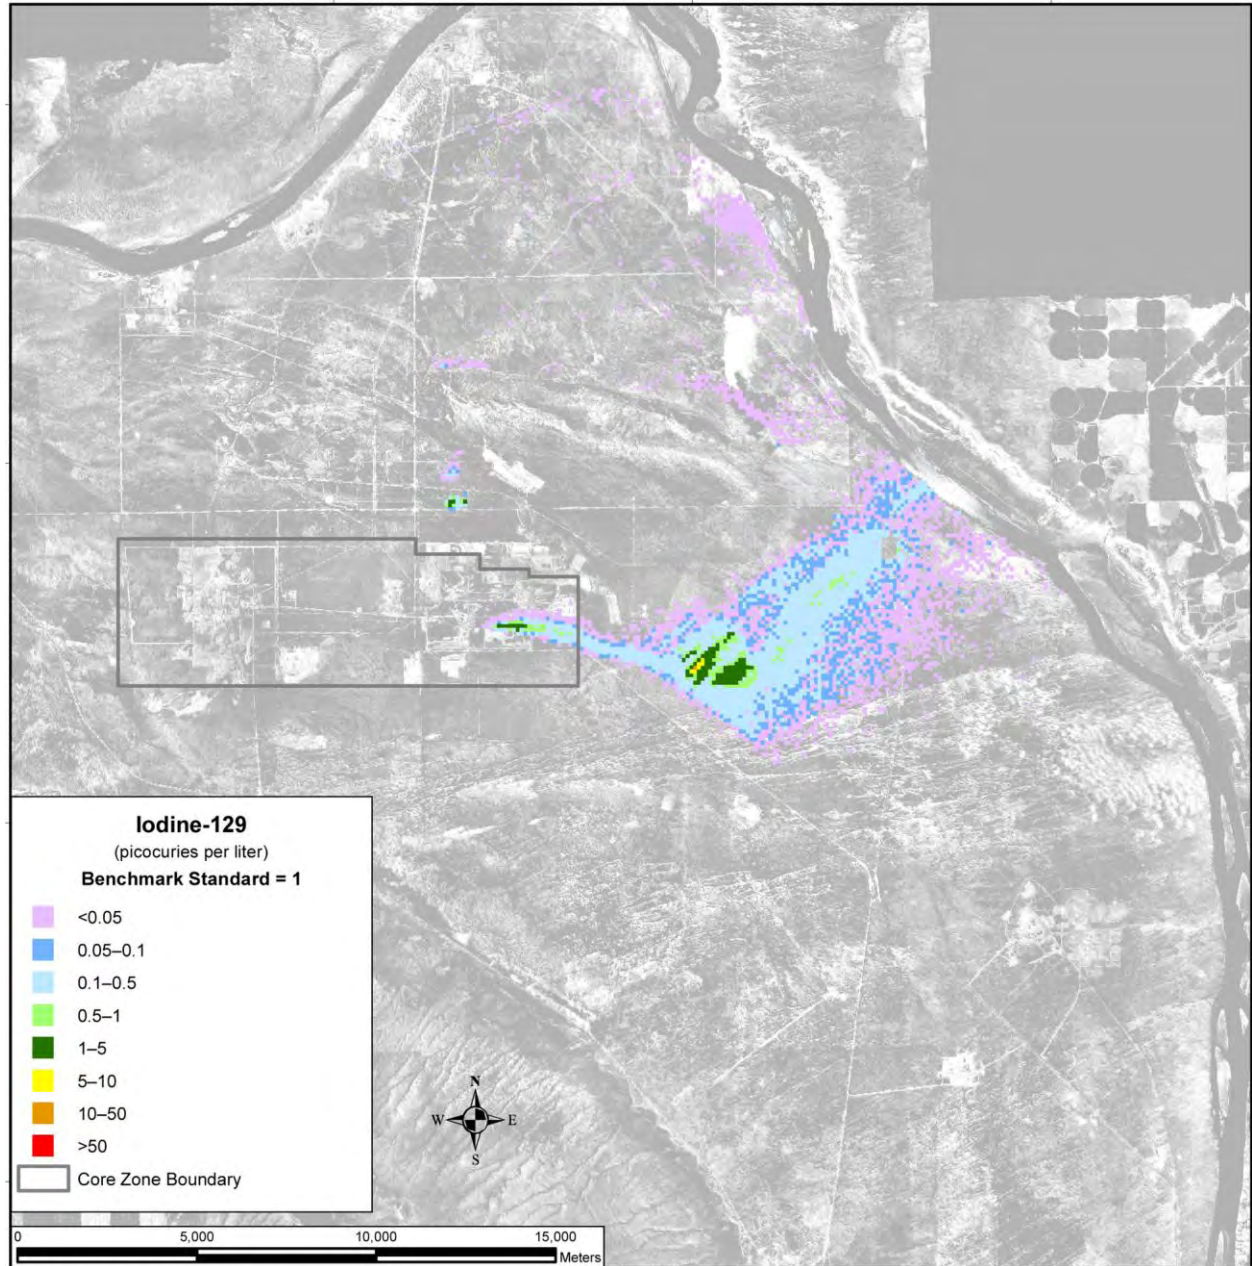 Iodine-129
(picocuries per liter)
Benchmark Standard = 1
<0.05
0.05–0.1
0.1–0.5
0.5–1
1–5
5–10
10–50
>50
Core Zone Boundary
N
W E
S
0 5,000 10,000 15,000
Meters